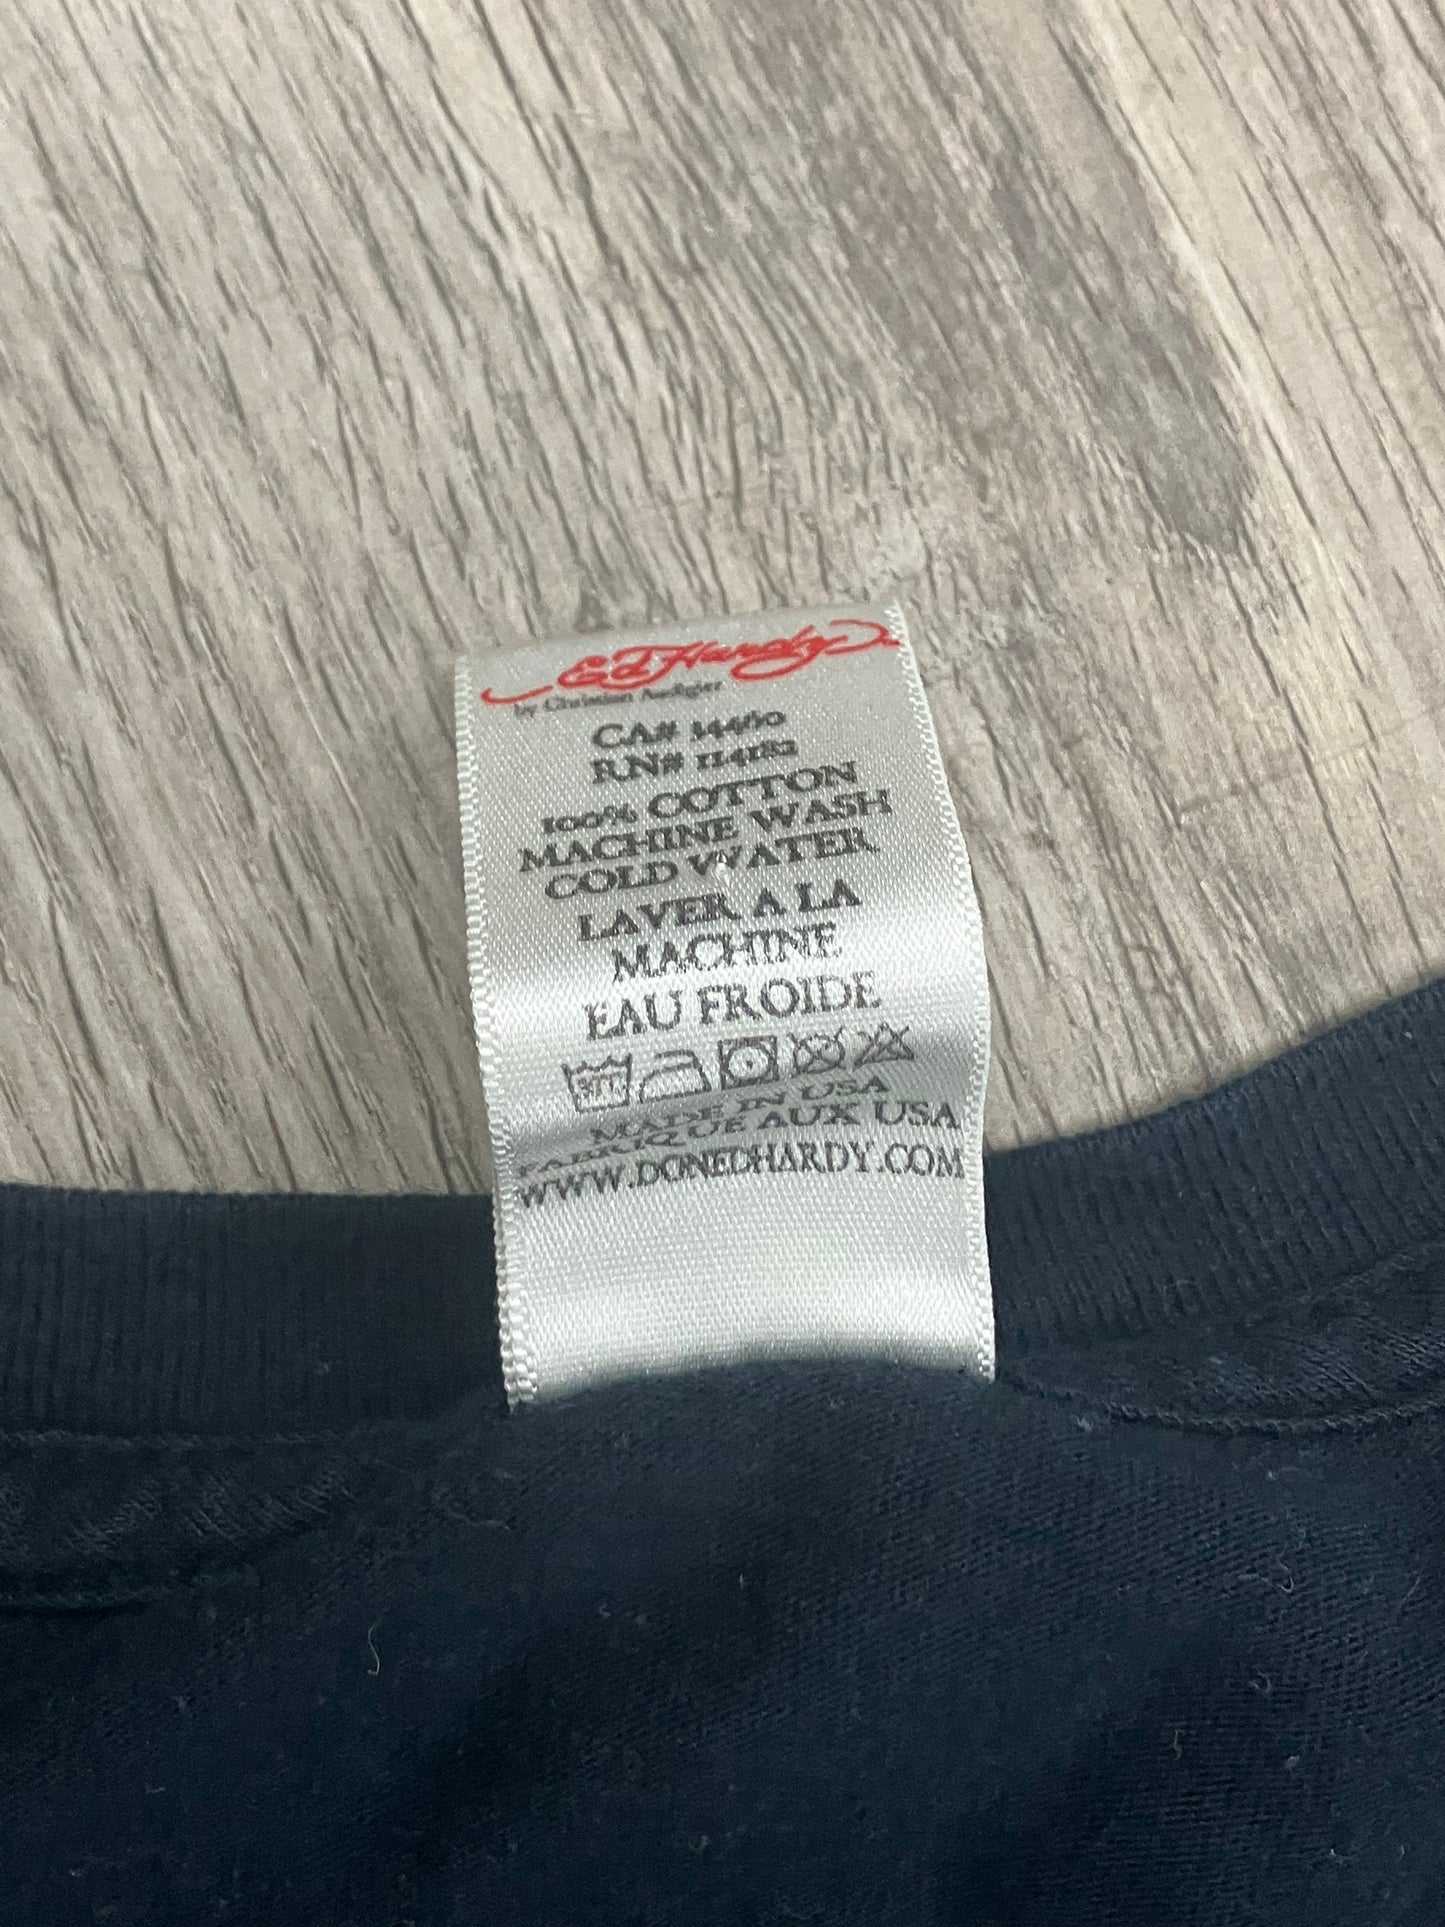 Ed Hardy
by Christian Audigier
CA# 14460
RN# 114182
100% COTTON
MACHINE WASH
COLD WATER
LAVER A LA
MACHINE
EAU FROIDE
MADE IN USA
FABRIQUE AUX USA
WWW.DONEDHARDY.COM